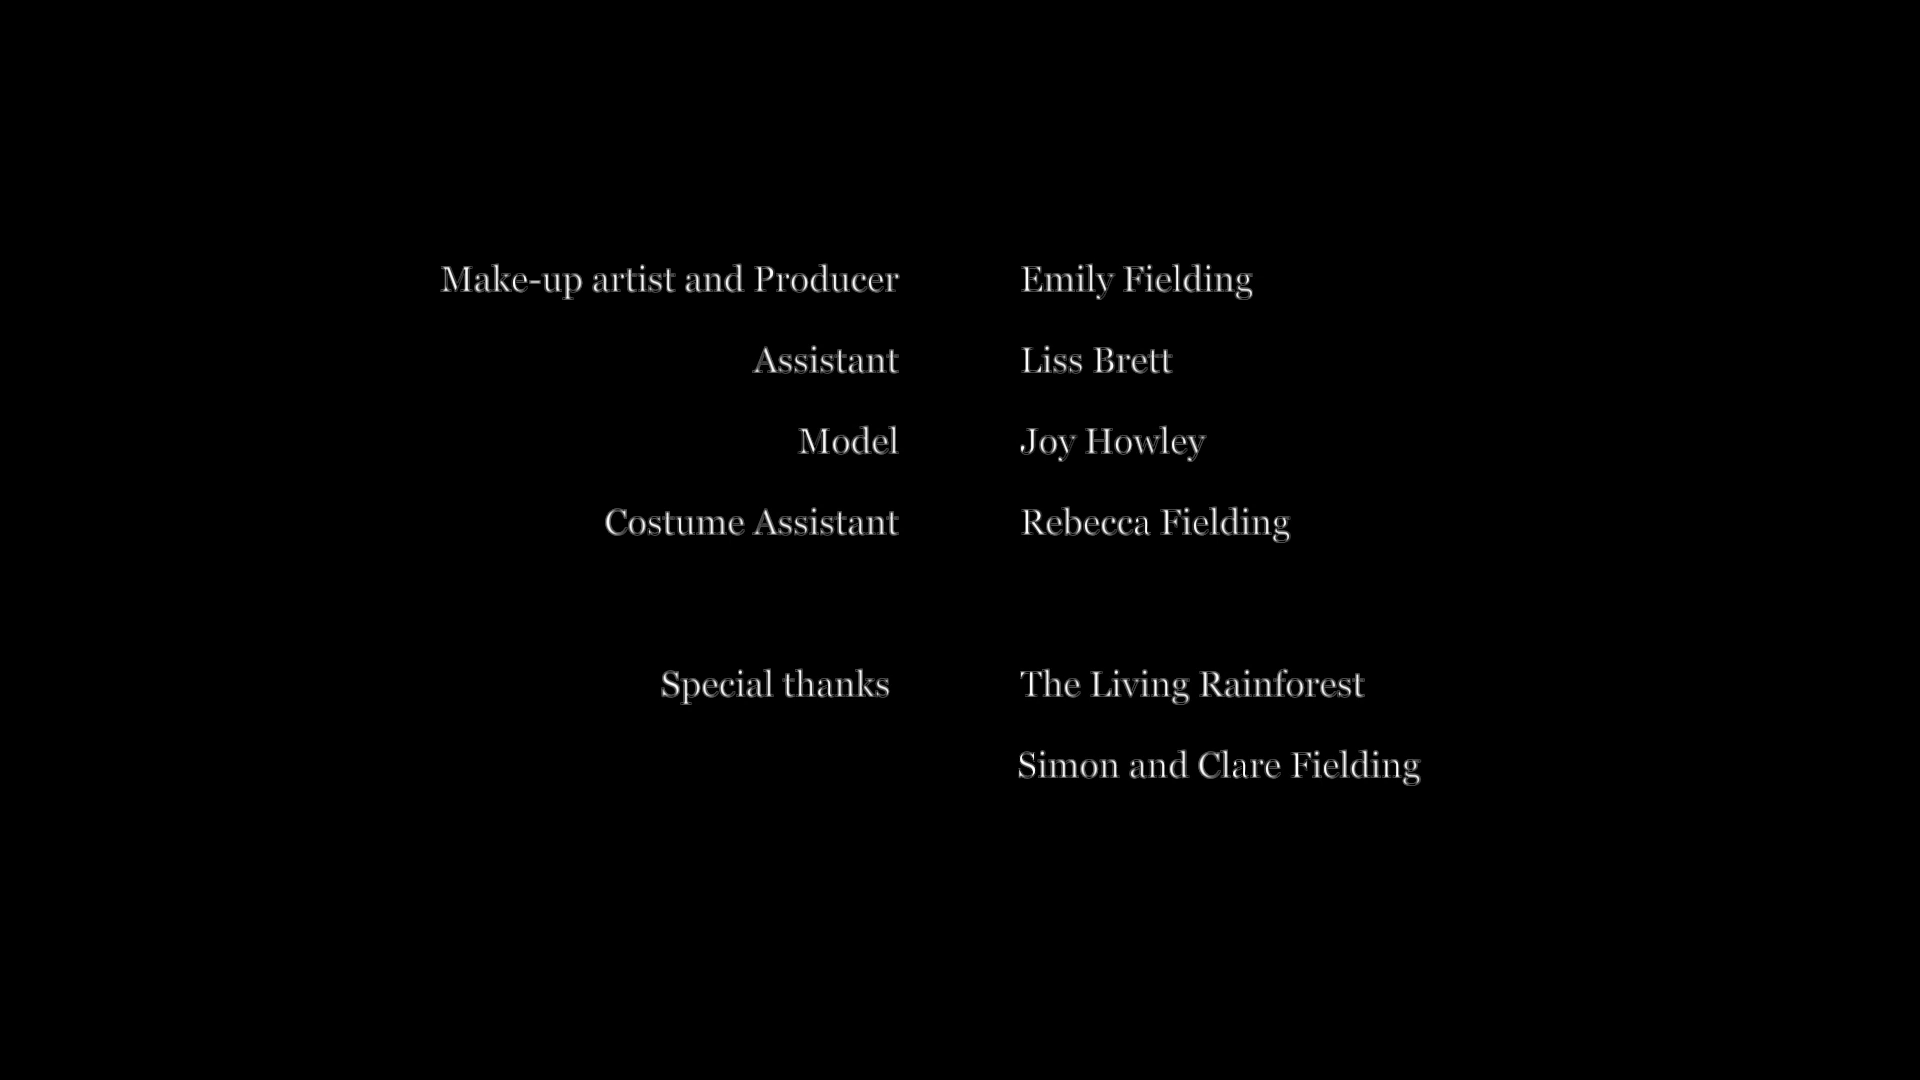 Make-up artist and Producer Emily Fielding
Assistant Liss Brett
Model Joy Howley
Costume Assistant Rebecca Fielding
Special thanks The Living Rainforest
Simon and Clare Fielding